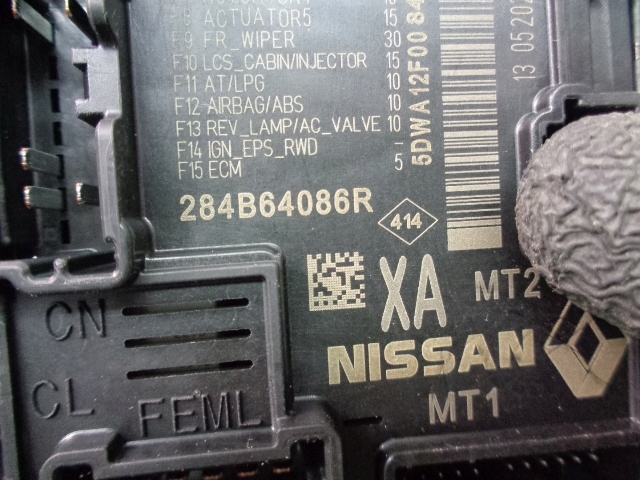 F8 ACTUATOR5 15
F9 FR_WIPER 30
F10 LCS_CABIN/INJECTOR 15
F11 AT/LPG 10
F12 AIRBAG/ABS 10
F13 REV_LAMP/AC_VALVE 10
F14 IGN_EPS_RWD -
F15 ECM 5
284B64086R
414
5DWA12F00 84
13 05 202
XA
MT2
NISSAN
MT1
CN
CL
FEML